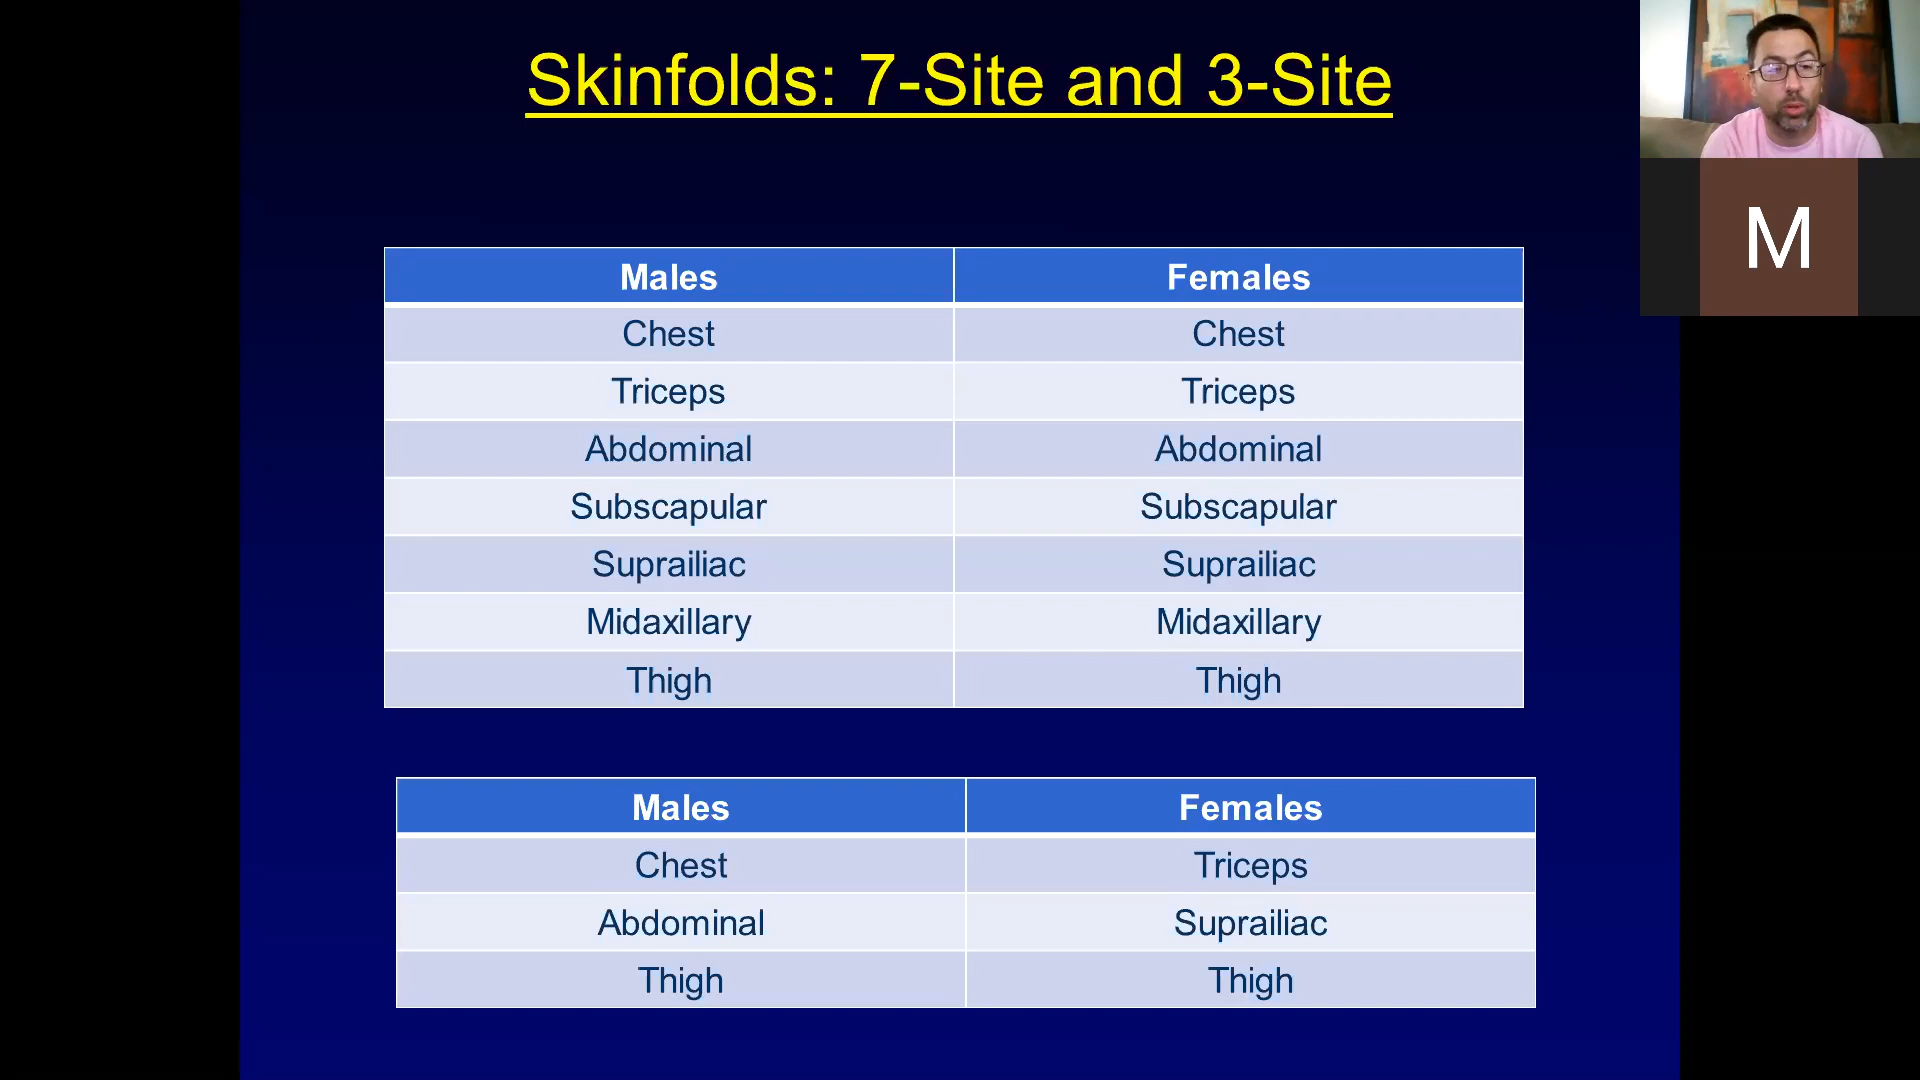 Skinfolds: 7-Site and 3-Site
M
Males Females
Chest Chest
Triceps Triceps
Abdominal Abdominal
Subscapular Subscapular
Suprailiac Suprailiac
Midaxillary Midaxillary
Thigh Thigh
Males Females
Chest Triceps
Abdominal Suprailiac
Thigh Thigh